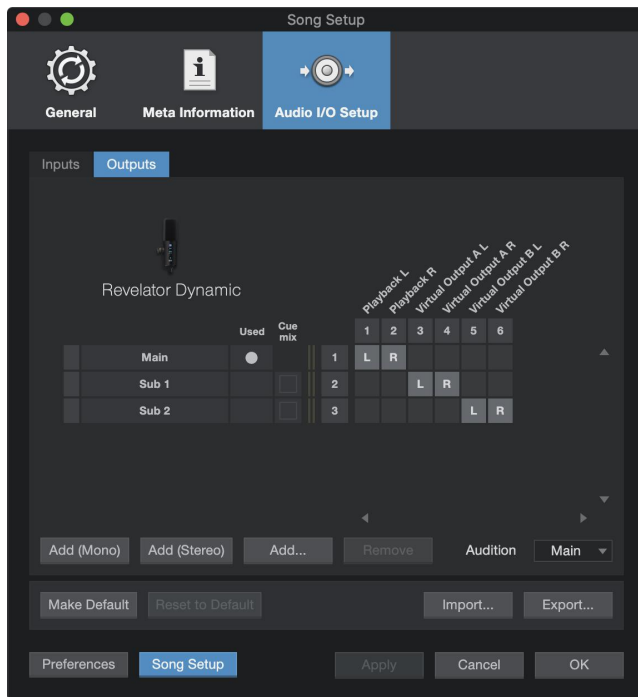 Song Setup
General
Meta Information
Audio I/O Setup
Inputs
Outputs
Revelator Dynamic
Playback L
Playback R
Virtual Output A L
Virtual Output A R
Virtual Output B L
Virtual Output B R
Used
Cue mix
1 2 3 4 5 6
Main 1 L R
Sub 1 2 L R
Sub 2 3 L R
Add (Mono)
Add (Stereo)
Add...
Remove
Audition
Main
Make Default
Reset to Default
Import...
Export...
Preferences
Song Setup
Apply
Cancel
OK